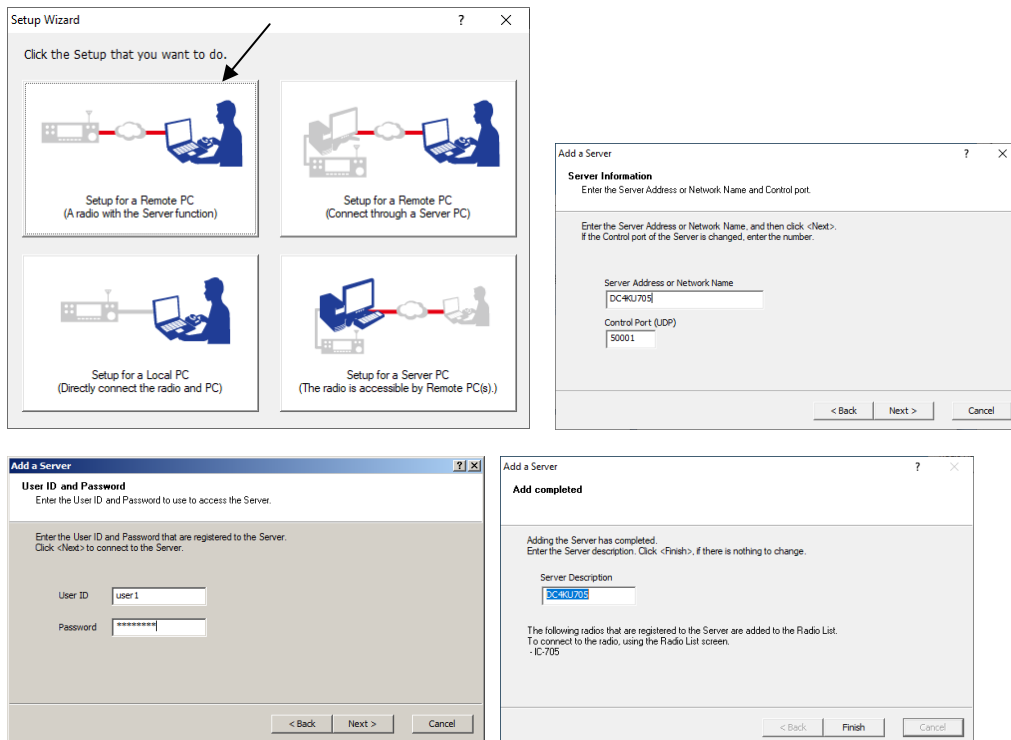 Setup Wizard
?
Click the Setup that you want to do.
Setup for a Remote PC
(A radio with the Server function)
Setup for a Remote PC
(Connect through a Server PC)
Setup for a Local PC
(Directly connect the radio and PC)
Setup for a Server PC
(The radio is accessible by Remote PC(s).)
Add a Server
?
Server Information
Enter the Server Address or Network Name and Control port.
Enter the Server Address or Network Name, and then click <Next>.
If the Control port of the Server is changed, enter the number.
Server Address or Network Name
DC4KU705
Control Port (UDP)
50001
< Back Next > Cancel
Add a Server
?
User ID and Password
Enter the User ID and Password to use to access the Server.
Enter the User ID and Password that are registered to the Server.
Click <Next> to connect to the Server.
User ID user1
Password ********
< Back Next > Cancel
Add a Server
?
Add completed
Adding the Server has completed.
Enter the Server description. Click <Finish>, if there is nothing to change.
Server Description
DC4KU705
The following radios that are registered to the Server are added to the Radio List.
To connect to the radio, using the Radio List screen.
- IC-705
< Back Finish Cancel